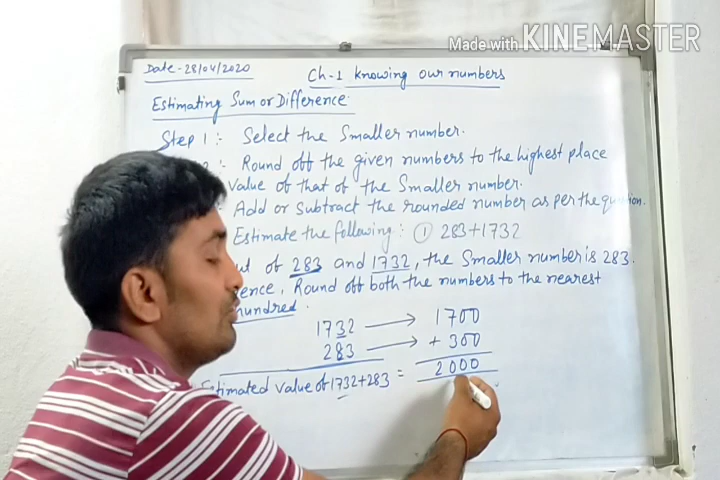 Made with KINEMASTER
Date - 28/04/2020
Ch-1 knowing our numbers
Estimating Sum or Difference
Step 1 :- Select the Smaller number.
:- Round off the given numbers to the highest place
value of that of the Smaller number.
Add or Subtract the rounded number as per the question.
Estimate the following : ① 283+1732
of 283 and 1732, the Smaller number is 283.
Round off both the numbers to the nearest
hundred.
1732 → 1700
283 → + 300
Estimated value of 1732+283 = 2000